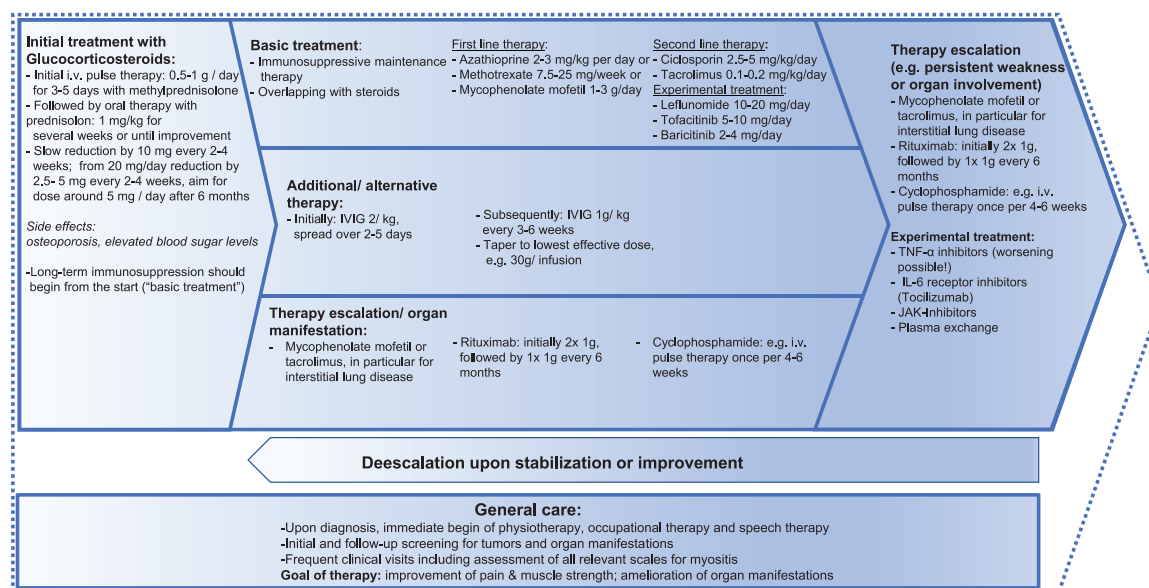 Initial treatment with
Glucocorticosteroids:
- Initial i.v. pulse therapy: 0.5-1 g / day
for 3-5 days with methylprednisolone
- Followed by oral therapy with
prednisolon: 1 mg/kg for
several weeks or until improvement
- Slow reduction by 10 mg every 2-4
weeks; from 20 mg/day reduction by
2.5- 5 mg every 2-4 weeks, aim for
dose around 5 mg / day after 6 months
Side effects:
osteoporosis, elevated blood sugar levels
-Long-term immunosuppression should
begin from the start (“basic treatment”)
Basic treatment:
- Immunosuppressive maintenance
therapy
- Overlapping with steroids
First line therapy:
- Azathioprine 2-3 mg/kg per day or
- Methotrexate 7.5-25 mg/week or
- Mycophenolate mofetil 1-3 g/day
Second line therapy:
- Ciclosporin 2.5-5 mg/kg/day
- Tacrolimus 0.1-0.2 mg/kg/day
Experimental treatment:
- Leflunomide 10-20 mg/day
- Tofacitinib 5-10 mg/day
- Baricitinib 2-4 mg/day
Additional/ alternative
therapy:
- Initially: IVIG 2/ kg,
spread over 2-5 days
- Subsequently: IVIG 1g/ kg
every 3-6 weeks
- Taper to lowest effective dose,
e.g. 30g/ infusion
Therapy escalation/ organ
manifestation:
- Mycophenolate mofetil or
tacrolimus, in particular for
interstitial lung disease
- Rituximab: initially 2x 1g,
followed by 1x 1g every 6
months
- Cyclophosphamide: e.g. i.v.
pulse therapy once per 4-6
weeks
Therapy escalation
(e.g. persistent weakness
or organ involvement)
- Mycophenolate mofetil or
tacrolimus, in particular for
interstitial lung disease
- Rituximab: initially 2x 1g,
followed by 1x 1g every 6
months
- Cyclophosphamide: e.g. i.v.
pulse therapy once per 4-6 weeks
Experimental treatment:
- TNF-α inhibitors (worsening
possible!)
- IL-6 receptor inhibitors
(Tocilizumab)
- JAK-Inhibitors
- Plasma exchange
Deescalation upon stabilization or improvement
General care:
-Upon diagnosis, immediate begin of physiotherapy, occupational therapy and speech therapy
-Initial and follow-up screening for tumors and organ manifestations
-Frequent clinical visits including assessment of all relevant scales for myositis
Goal of therapy: improvement of pain & muscle strength; amelioration of organ manifestations